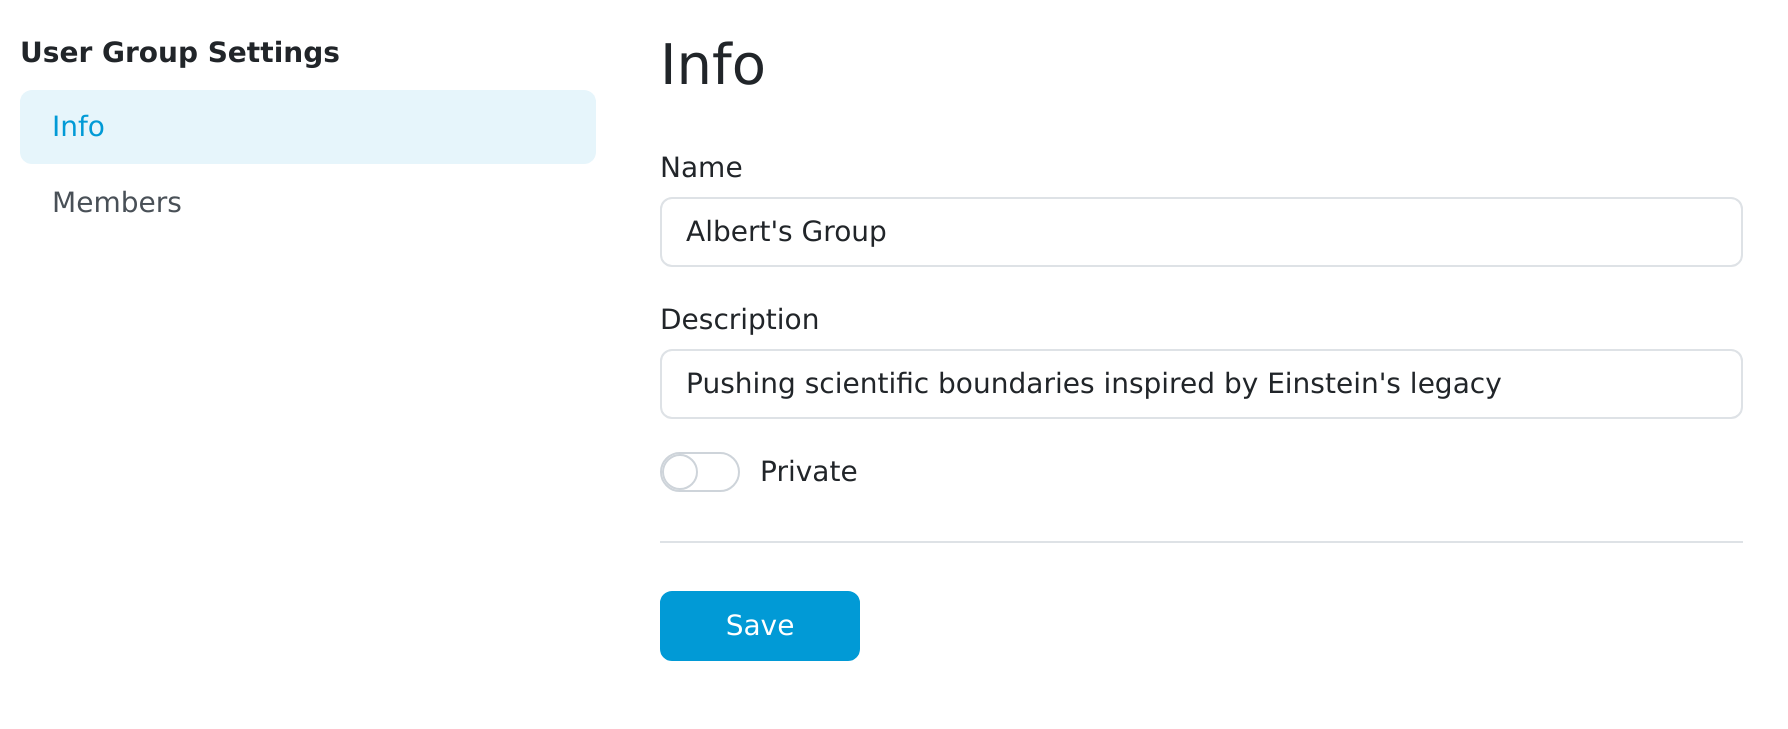 User Group Settings
Info
Members
Info
Name
Albert's Group
Description
Pushing scientific boundaries inspired by Einstein's legacy
Private
Save